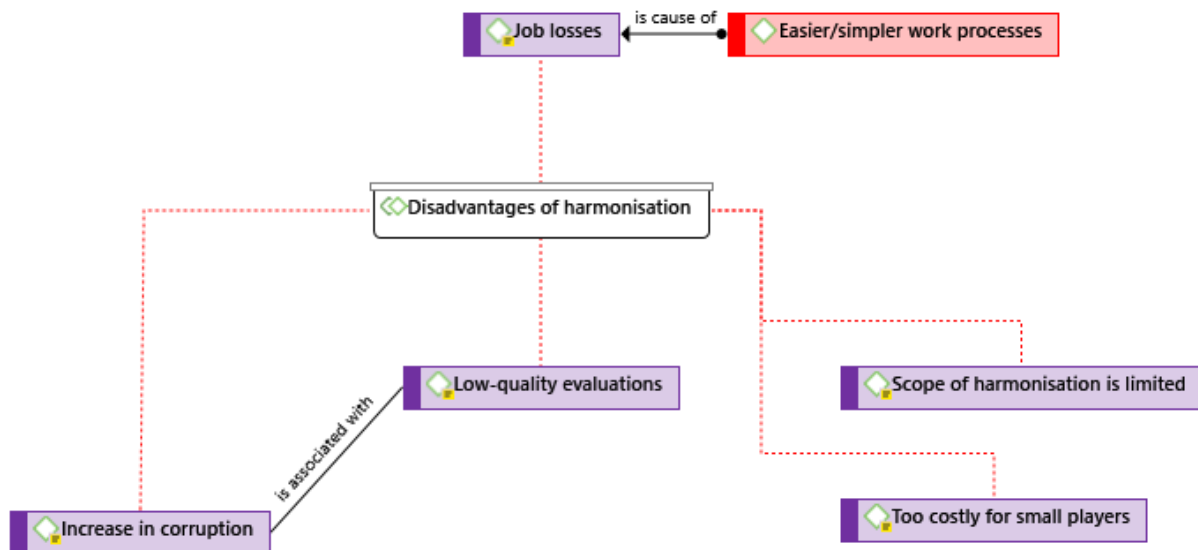 is cause of
Job losses
Easier/simpler work processes
Disadvantages of harmonisation
Low-quality evaluations
Scope of harmonisation is limited
is associated with
Increase in corruption
Too costly for small players